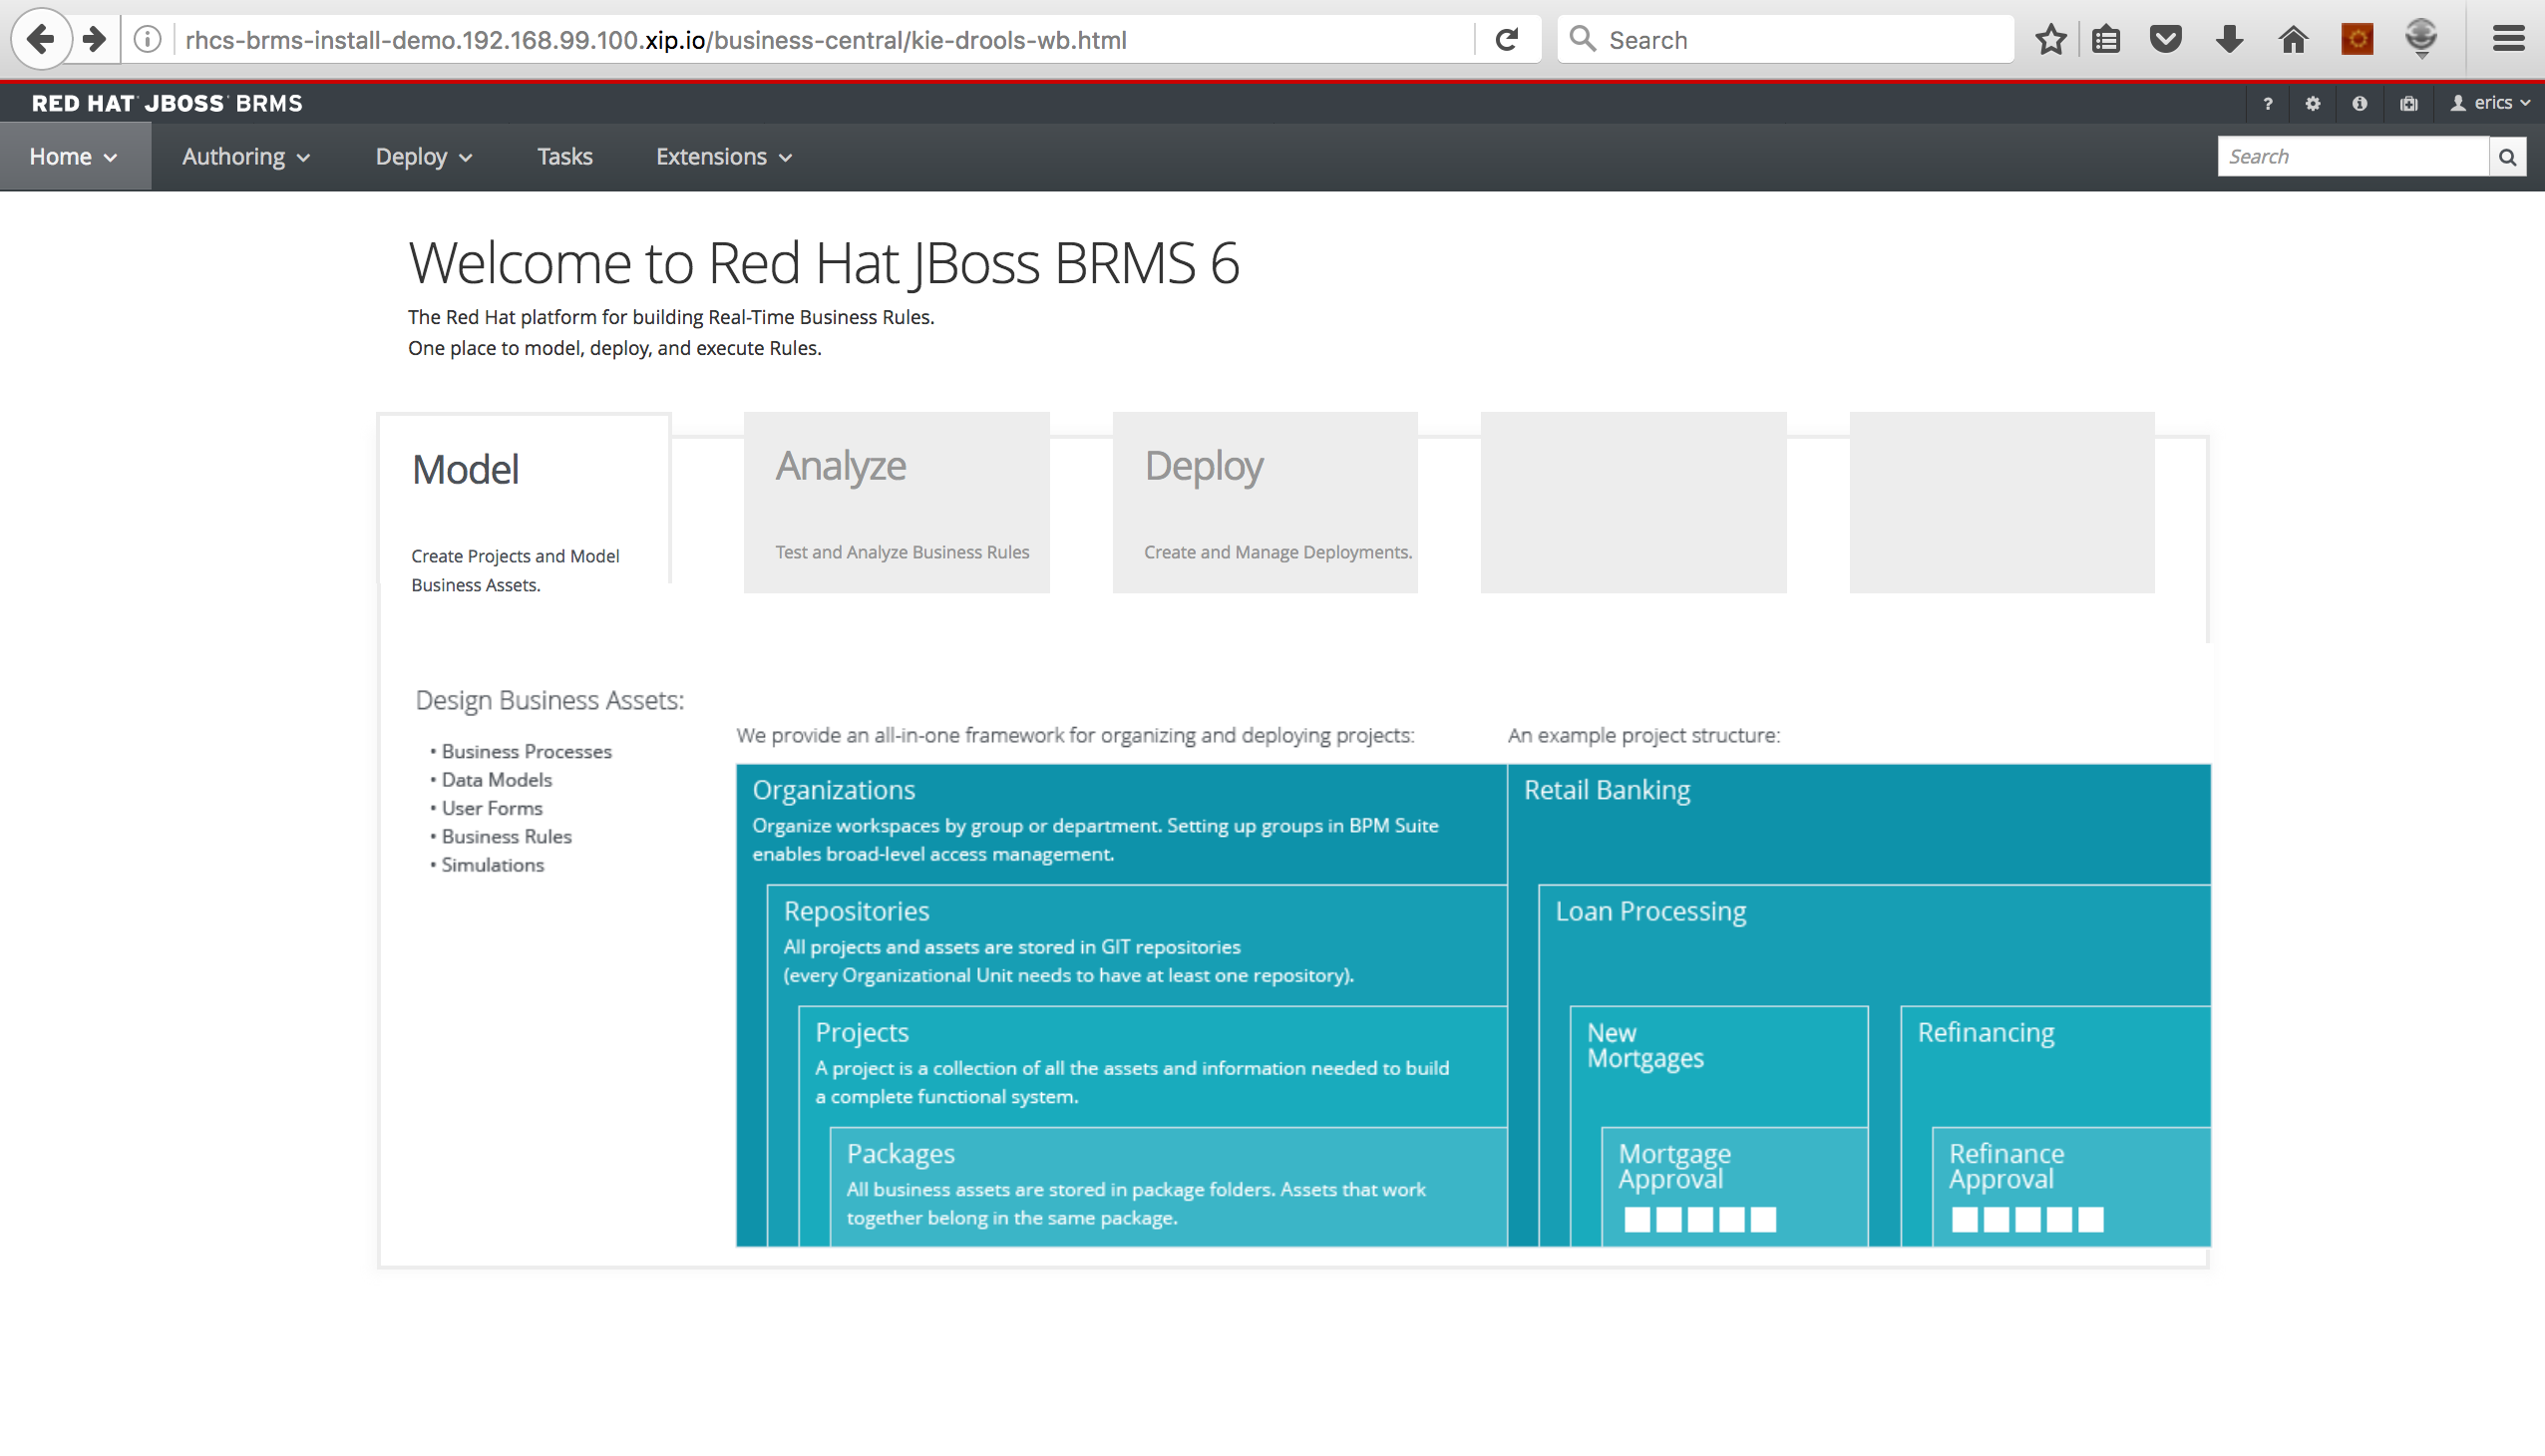 rhcs-brms-install-demo.192.168.99.100.xip.io/business-central/kie-drools-wb.html
Search
RED HAT JBOSS BRMS
? erics
Home Authoring Deploy Tasks Extensions
Search
Welcome to Red Hat JBoss BRMS 6
The Red Hat platform for building Real-Time Business Rules.
One place to model, deploy, and execute Rules.
Model
Create Projects and Model
Business Assets.
Analyze
Test and Analyze Business Rules
Deploy
Create and Manage Deployments.
Design Business Assets:
• Business Processes
• Data Models
• User Forms
• Business Rules
• Simulations
We provide an all-in-one framework for organizing and deploying projects:
Organizations
Organize workspaces by group or department. Setting up groups in BPM Suite
enables broad-level access management.
Repositories
All projects and assets are stored in GIT repositories
(every Organizational Unit needs to have at least one repository).
Projects
A project is a collection of all the assets and information needed to build
a complete functional system.
Packages
All business assets are stored in package folders. Assets that work
together belong in the same package.
An example project structure:
Retail Banking
Loan Processing
New
Mortgages
Mortgage
Approval
Refinancing
Refinance
Approval